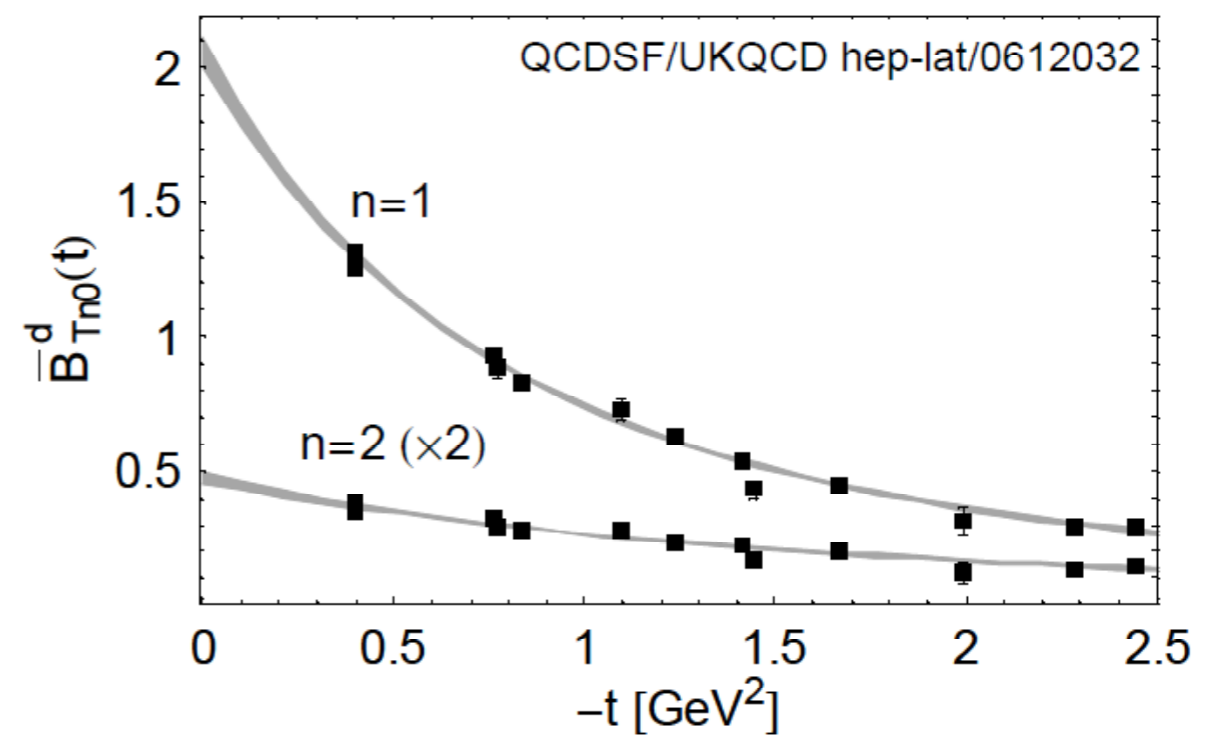 QCDSF/UKQCD hep-lat/0612032
2
1.5
1
0.5
B̅ᵈTn0(t)
n=1
n=2 (×2)
0 0.5 1 1.5 2 2.5
−t [GeV²]